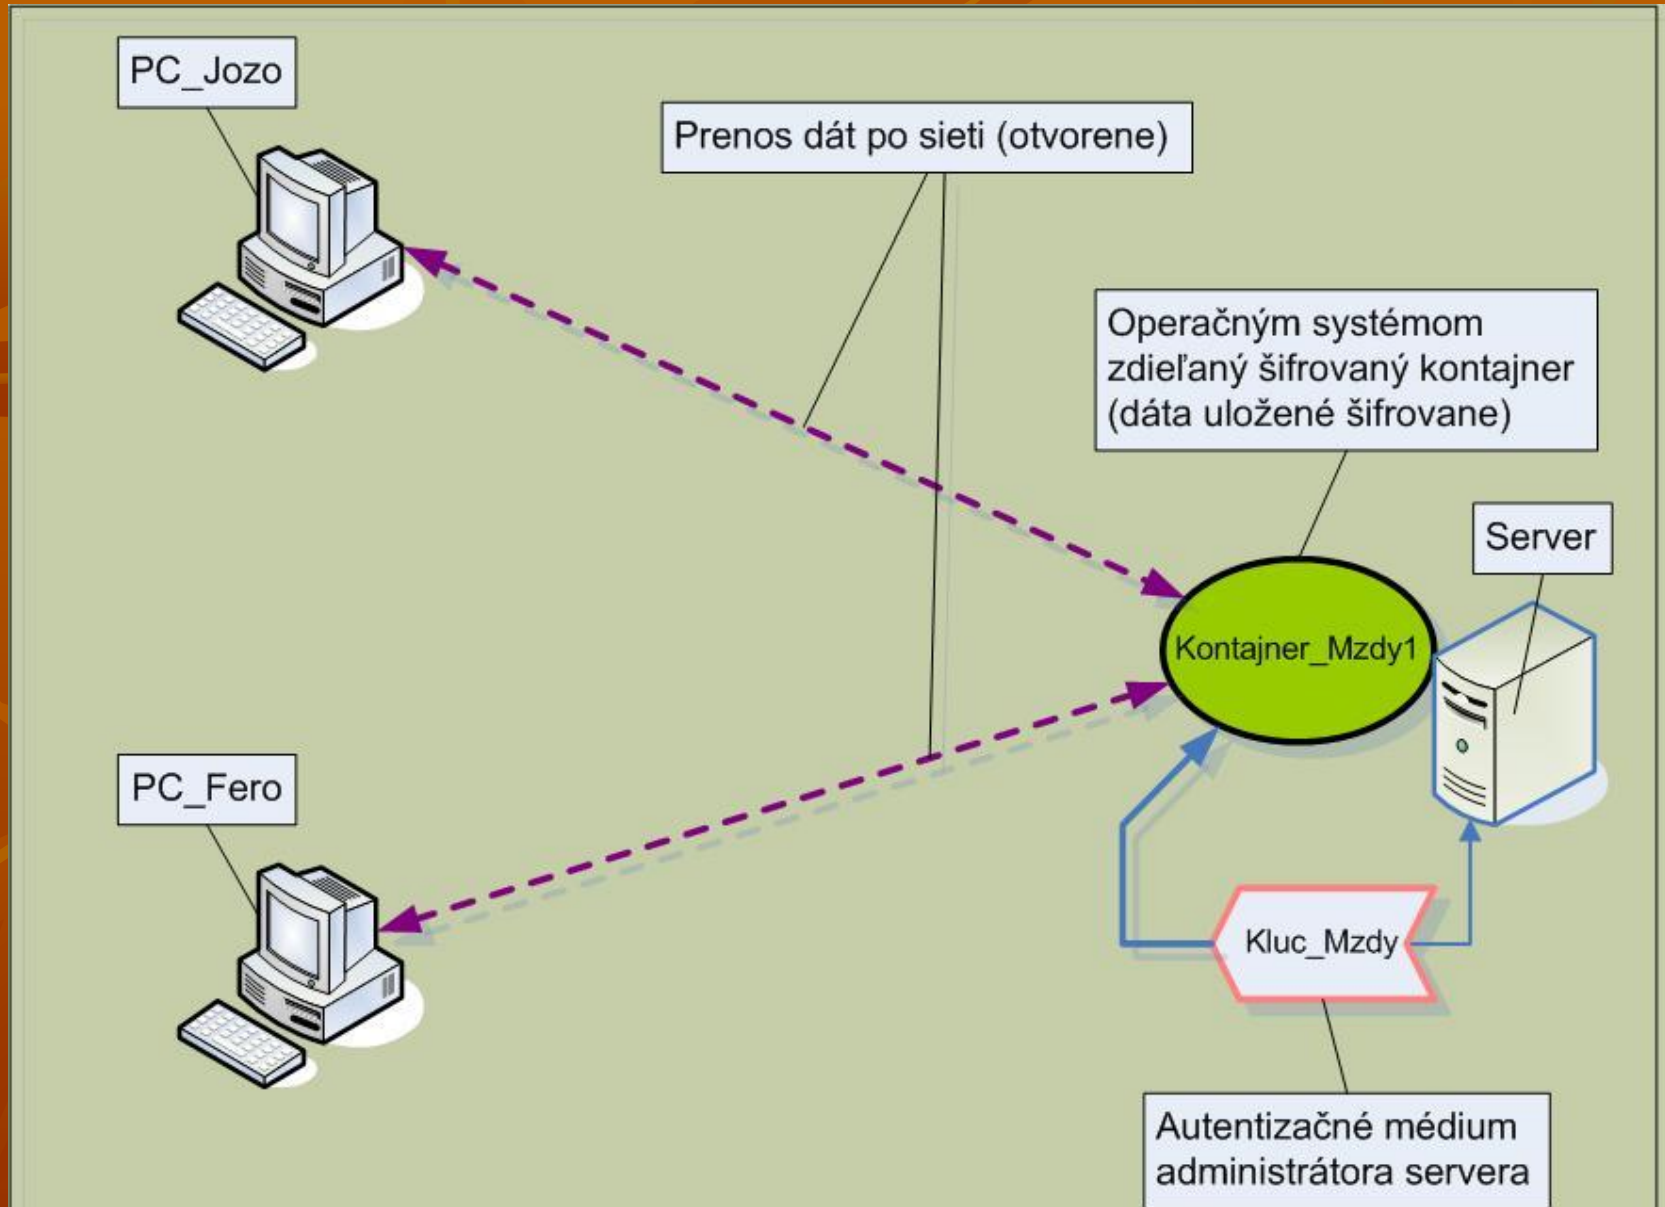 PC_Jozo
Prenos dát po sieti (otvorene)
Operačným systémom
zdieľaný šifrovaný kontajner
(dáta uložené šifrovane)
Server
Kontajner_Mzdy1
PC_Fero
Kluc_Mzdy
Autentizačné médium
administrátora servera